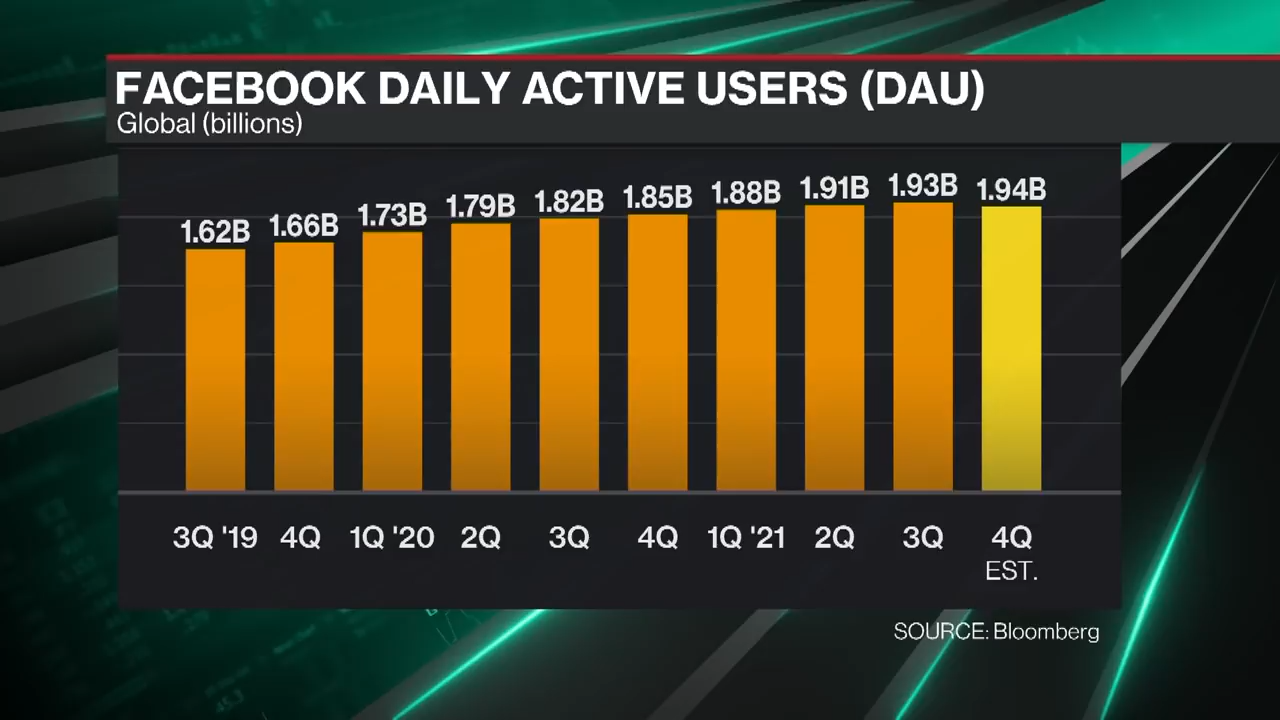 FACEBOOK DAILY ACTIVE USERS (DAU)
Global (billions)
1.62B 1.66B 1.73B 1.79B 1.82B 1.85B 1.88B 1.91B 1.93B 1.94B
3Q '19 4Q 1Q '20 2Q 3Q 4Q 1Q '21 2Q 3Q 4Q
EST.
SOURCE: Bloomberg